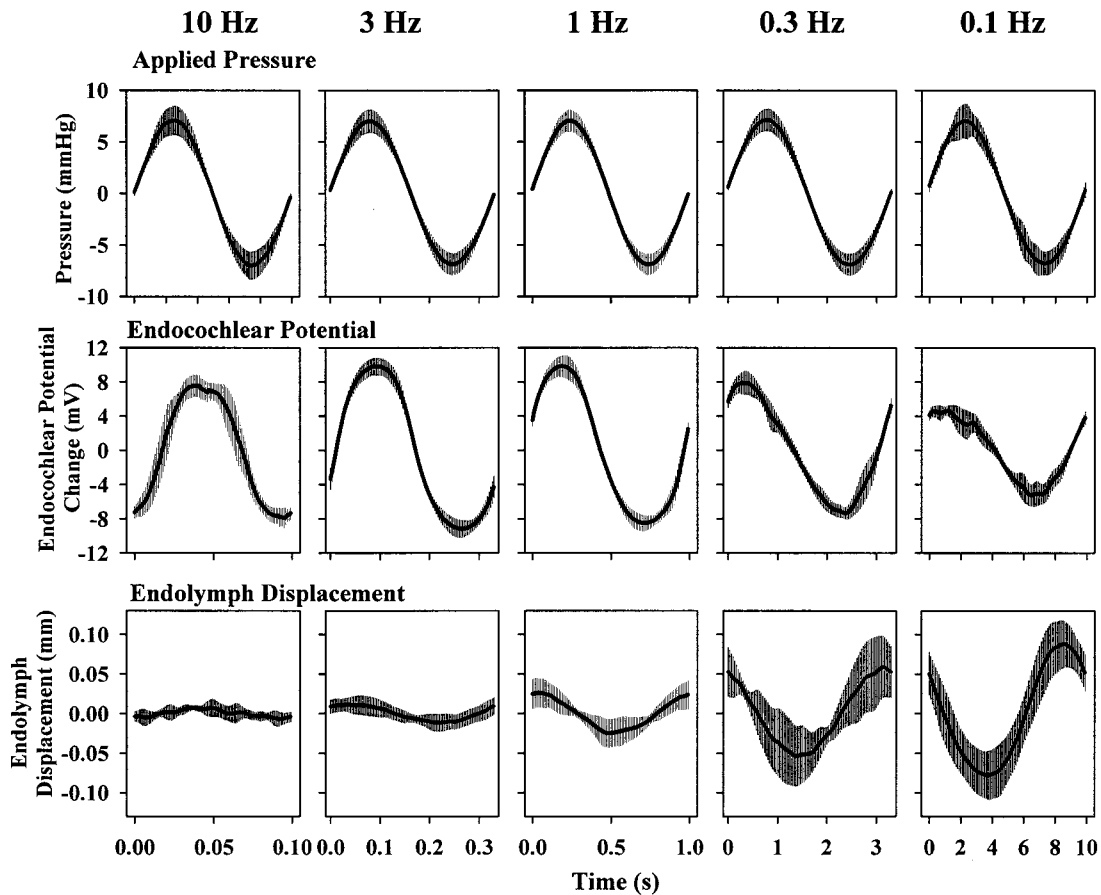 10 Hz 3 Hz 1 Hz 0.3 Hz 0.1 Hz
Applied Pressure
Pressure (mmHg)
10
5
0
-5
-10
Endocochlear Potential
Endocochlear Potential
Change (mV)
12
8
4
0
-4
-8
-12
Endolymph Displacement
Endolymph
Displacement (mm)
0.10
0.05
0.00
-0.05
-0.10
0.00 0.05 0.10 0.0 0.1 0.2 0.3 0.0 0.5 1.0 0 1 2 3 0 2 4 6 8 10
Time (s)